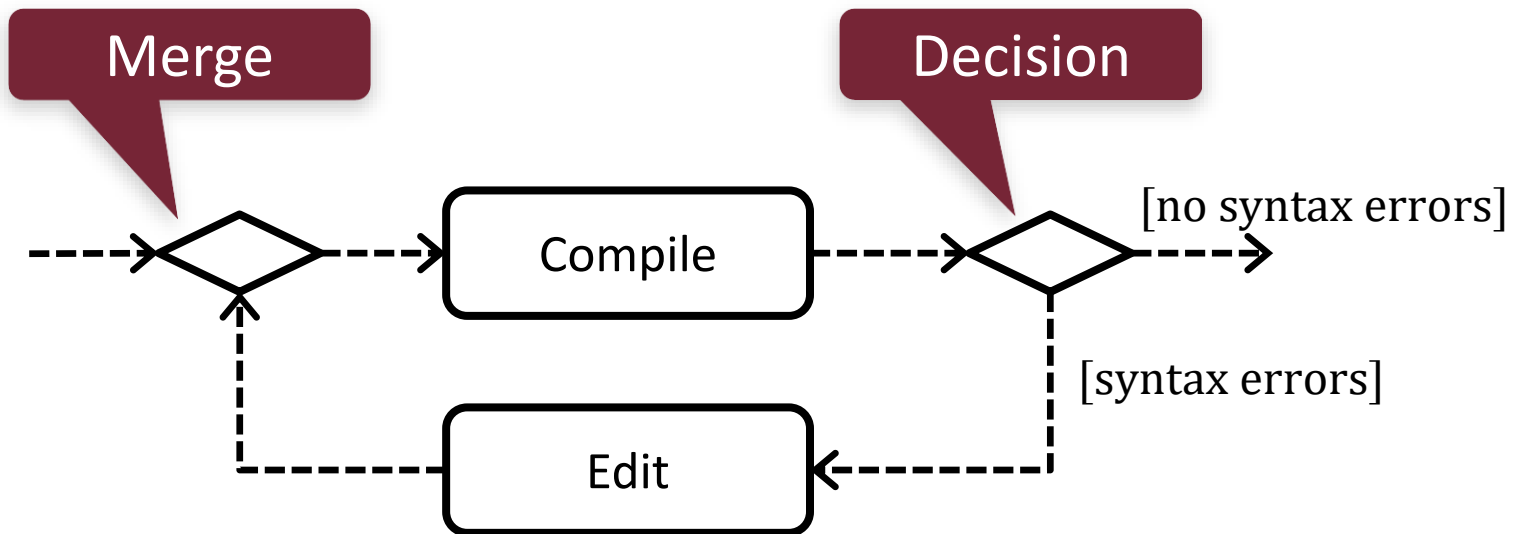 Merge
Decision
[no syntax errors]
Compile
[syntax errors]
Edit